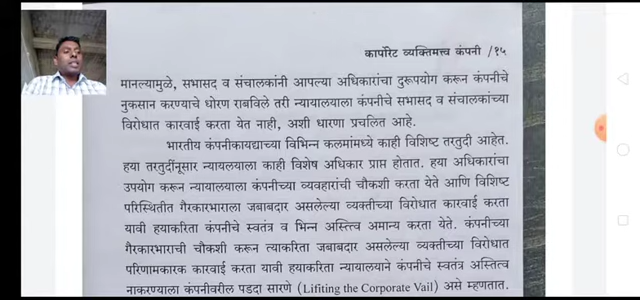 कार्पोरेट व्यक्तिमत्त्व कंपनी /१५
मानल्यामुळे, सभासद व संचालकांनी आपल्या अधिकारांचा दुरूपयोग करून कंपनीचे
नुकसान करण्याचे धोरण राबविले तरी न्यायालयाला कंपनीचे सभासद व संचालकांच्या
विरोधात कारवाई करता येत नाही, अशी धारणा प्रचलित आहे.
भारतीय कंपनीकायद्याच्या विभिन्न कलमांमध्ये काही विशिष्ट तरतुदी आहेत.
हया तरतुदींनूसार न्यायलयाला काही विशेष अधिकार प्राप्त होतात. हया अधिकारांचा
उपयोग करून न्यायालयाला कंपनीच्या व्यवहारांची चौकशी करता येते आणि विशिष्ट
परिस्थितीत गैरकारभाराला जबाबदार असलेल्या व्यक्तीच्या विरोधात कारवाई करता
यावी हयाकरिता कंपनीचे स्वतंत्र व भिन्न अस्तित्व अमान्य करता येते. कंपनीच्या
गैरकारभाराची चौकशी करून त्याकरिता जबाबदार असलेल्या व्यक्तीच्या विरोधात
परिणामकारक कारवाई करता यावी हयाकरिता न्यायालयाने कंपनीचे स्वतंत्र अस्तित्व
नाकरण्याला कंपनीवरील पडदा सारणे (Lifiting the Corporate Vail) असे म्हणतात.